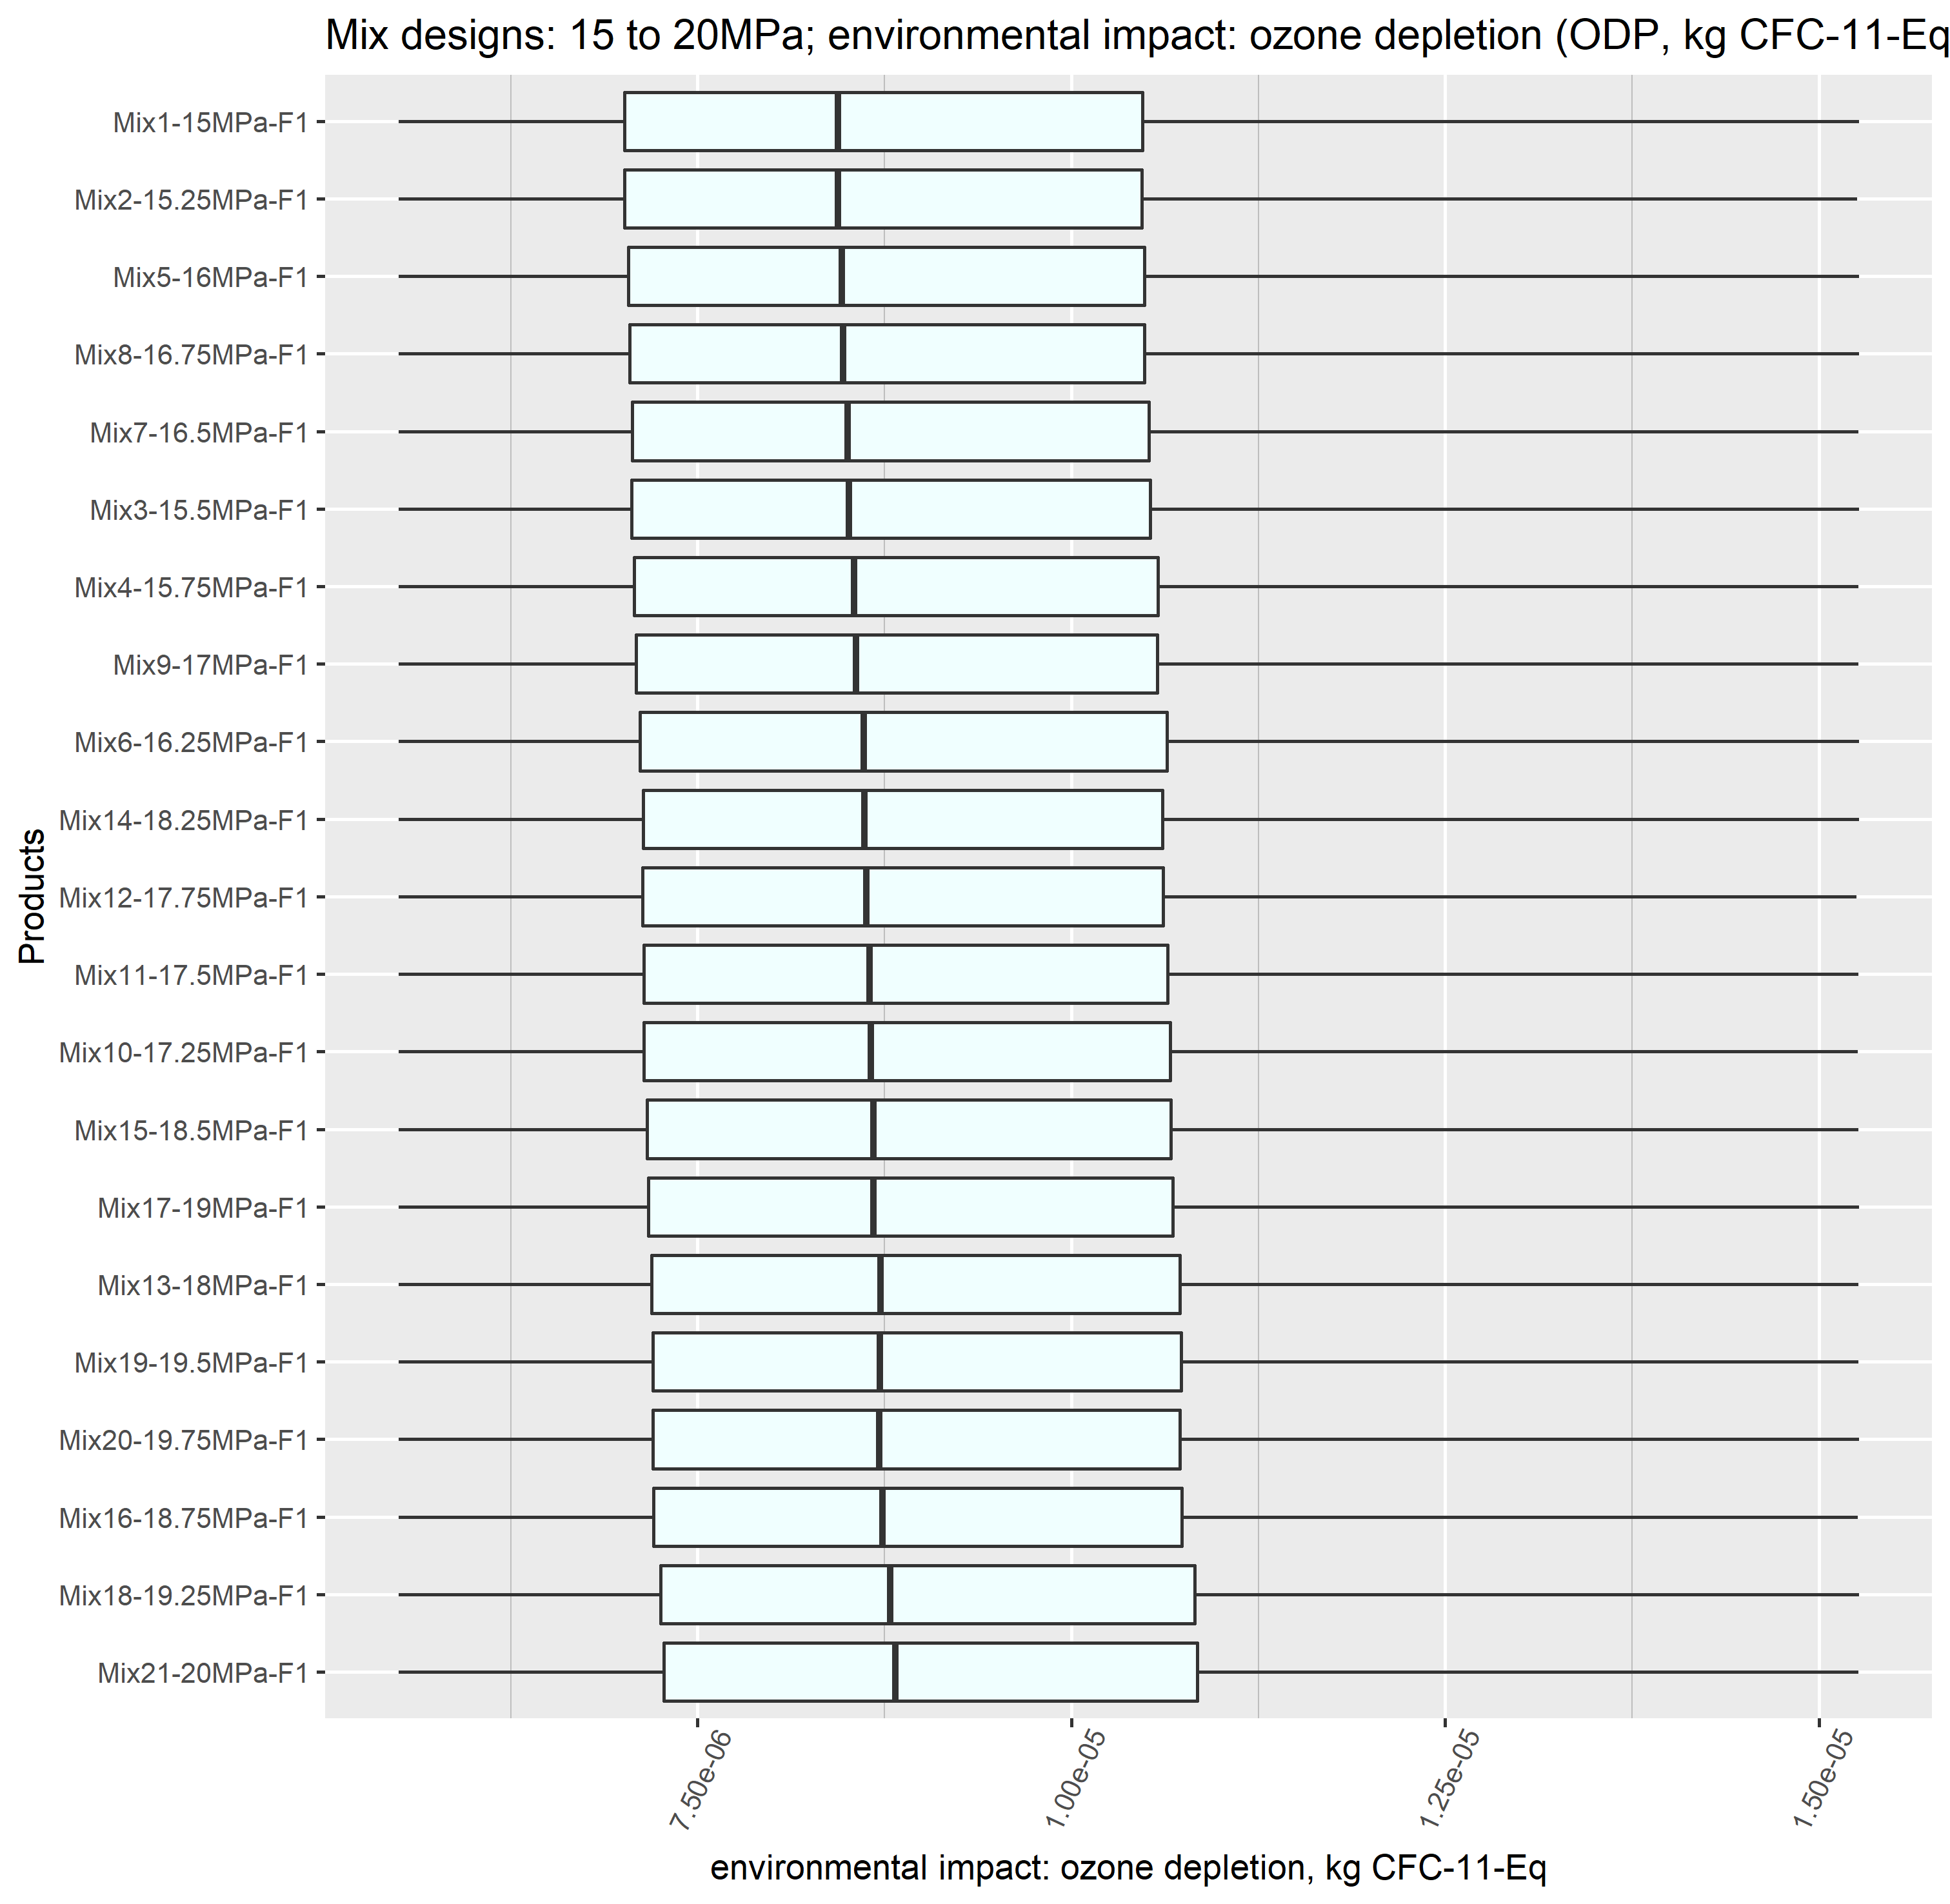 Mix designs: 15 to 20MPa; environmental impact: ozone depletion (ODP, kg CFC-11-Eq
Products
Mix1-15MPa-F1
Mix2-15.25MPa-F1
Mix5-16MPa-F1
Mix8-16.75MPa-F1
Mix7-16.5MPa-F1
Mix3-15.5MPa-F1
Mix4-15.75MPa-F1
Mix9-17MPa-F1
Mix6-16.25MPa-F1
Mix14-18.25MPa-F1
Mix12-17.75MPa-F1
Mix11-17.5MPa-F1
Mix10-17.25MPa-F1
Mix15-18.5MPa-F1
Mix17-19MPa-F1
Mix13-18MPa-F1
Mix19-19.5MPa-F1
Mix20-19.75MPa-F1
Mix16-18.75MPa-F1
Mix18-19.25MPa-F1
Mix21-20MPa-F1
7.50e-06
1.00e-05
1.25e-05
1.50e-05
environmental impact: ozone depletion, kg CFC-11-Eq